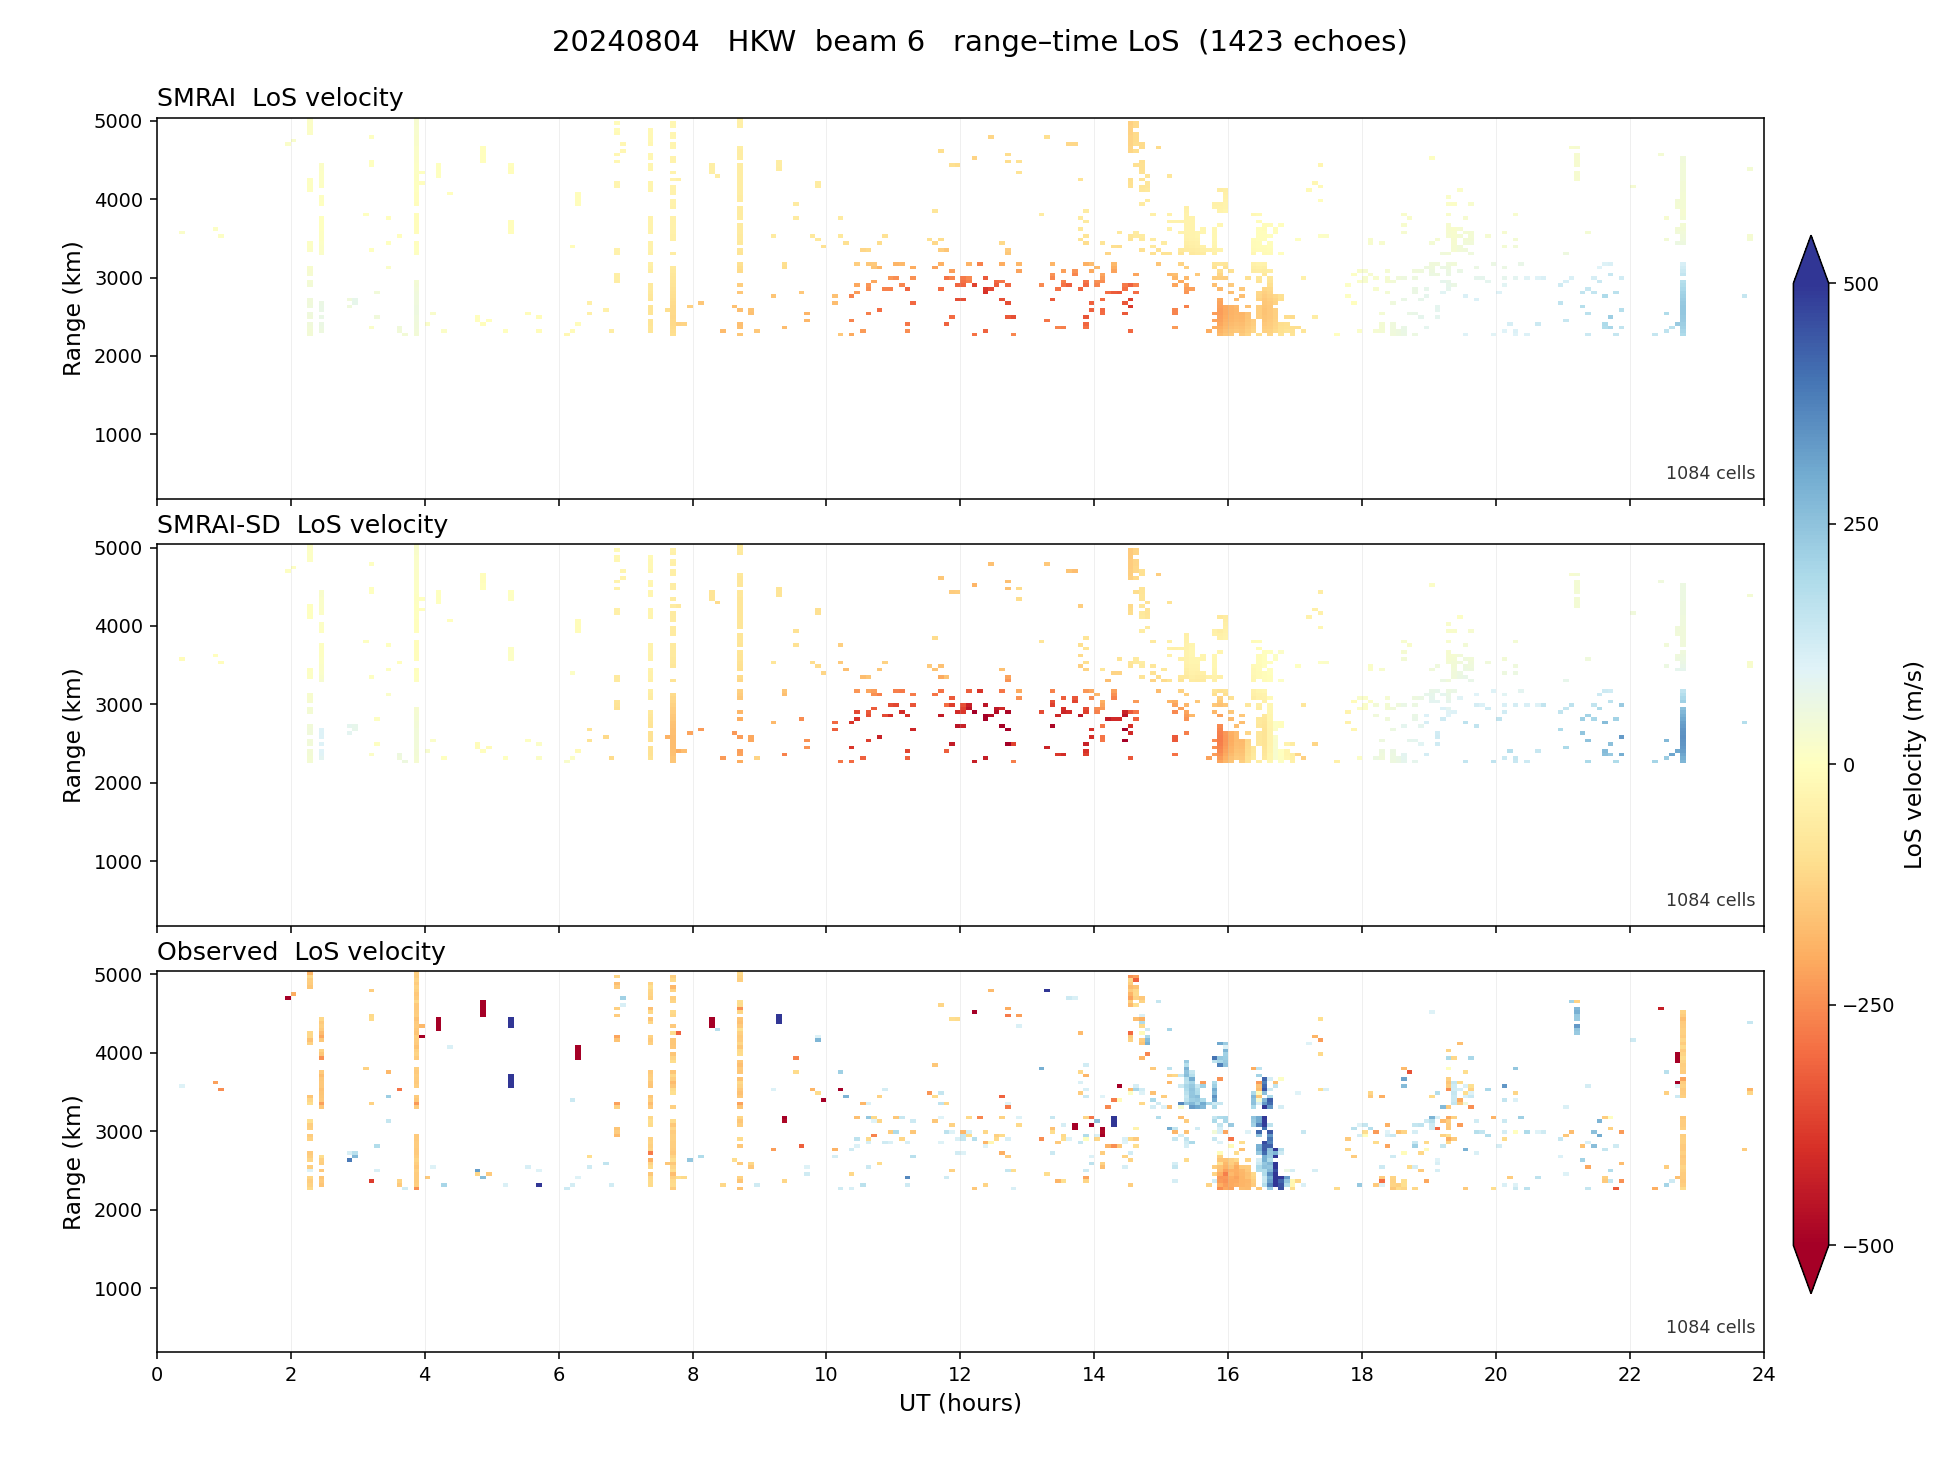 20240804   HKW  beam 6   range–time LoS  (1423 echoes)
SMRAI  LoS velocity
5000
4000
3000
2000
1000
Range (km)
1084 cells
SMRAI-SD  LoS velocity
5000
4000
3000
2000
1000
Range (km)
1084 cells
Observed  LoS velocity
5000
4000
3000
2000
1000
Range (km)
1084 cells
0 2 4 6 8 10 12 14 16 18 20 22 24
UT (hours)
500
250
0
−250
−500
LoS velocity (m/s)